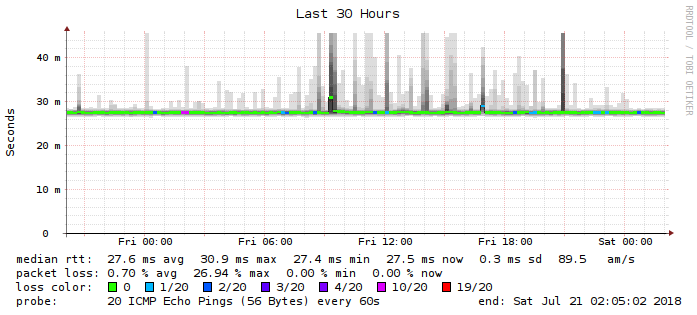 Last 30 Hours
RRDTOOL / TOBI OETIKER
Seconds
40 m
30 m
20 m
10 m
0
Fri 00:00 Fri 06:00 Fri 12:00 Fri 18:00 Sat 00:00
median rtt: 27.6 ms avg 30.9 ms max 27.4 ms min 27.5 ms now 0.3 ms sd 89.5 am/s
packet loss: 0.70 % avg 26.94 % max 0.00 % min 0.00 % now
loss color: 0 1/20 2/20 3/20 4/20 10/20 19/20
probe: 20 ICMP Echo Pings (56 Bytes) every 60s end: Sat Jul 21 02:05:02 2018